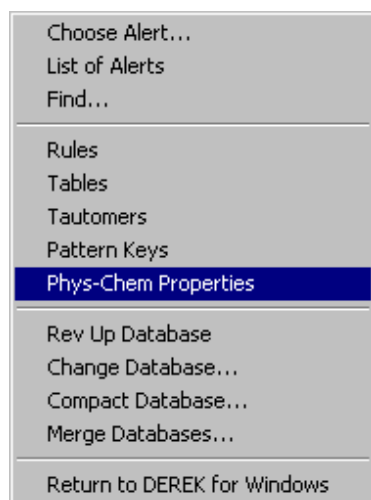 Choose Alert...
List of Alerts
Find...
Rules
Tables
Tautomers
Pattern Keys
Phys-Chem Properties
Rev Up Database
Change Database...
Compact Database...
Merge Databases...
Return to DEREK for Windows